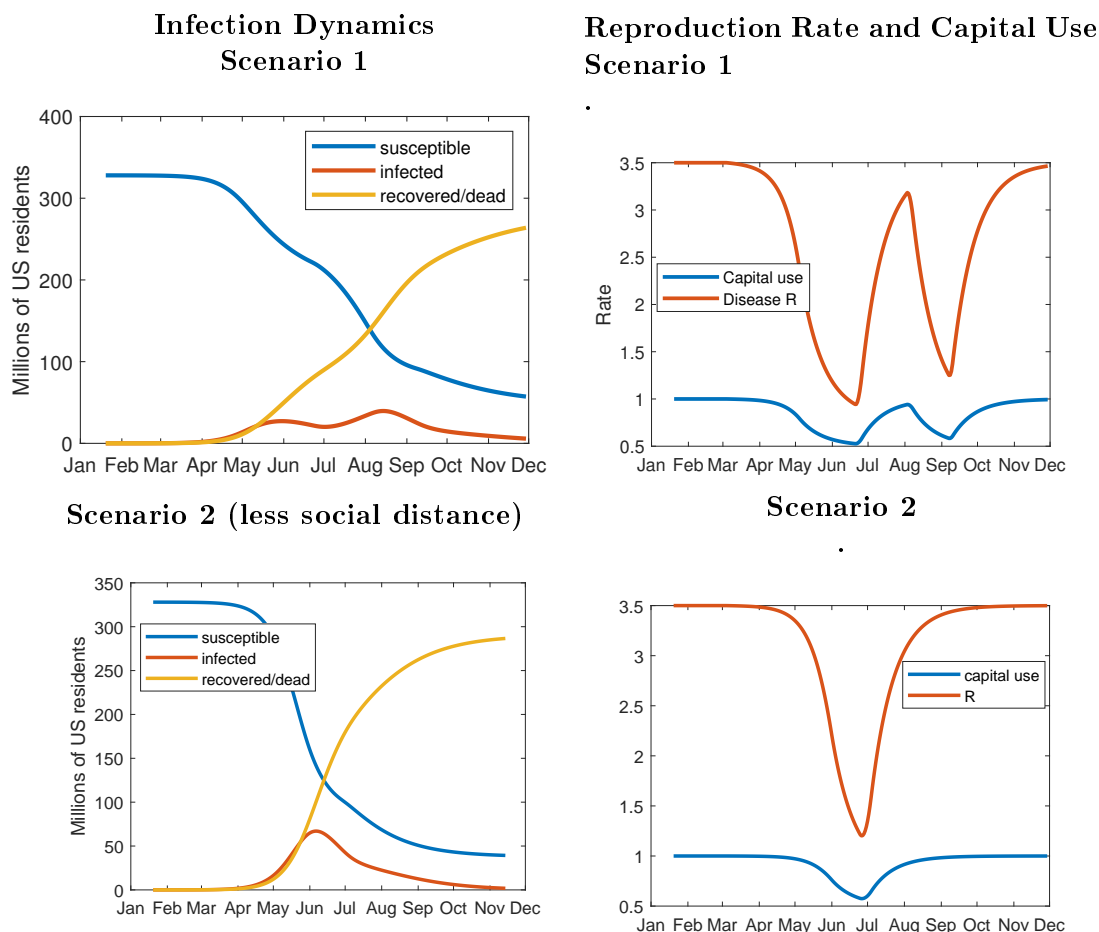 Infection Dynamics
Scenario 1
400
300
200
100
0
Millions of US residents
susceptible
infected
recovered/dead
Jan Feb Mar Apr May Jun Jul Aug Sep Oct Nov Dec
Reproduction Rate and Capital Use
Scenario 1
.
3.5
3
2.5
2
1.5
1
0.5
Rate
Capital use
Disease R
Jan Feb Mar Apr May Jun Jul Aug Sep Oct Nov Dec
Scenario 2 (less social distance)
350
300
250
200
150
100
50
0
Millions of US residents
susceptible
infected
recovered/dead
Jan Feb Mar Apr May Jun Jul Aug Sep Oct Nov Dec
Scenario 2
.
3.5
3
2.5
2
1.5
1
0.5
capital use
R
Jan Feb Mar Apr May Jun Jul Aug Sep Oct Nov Dec